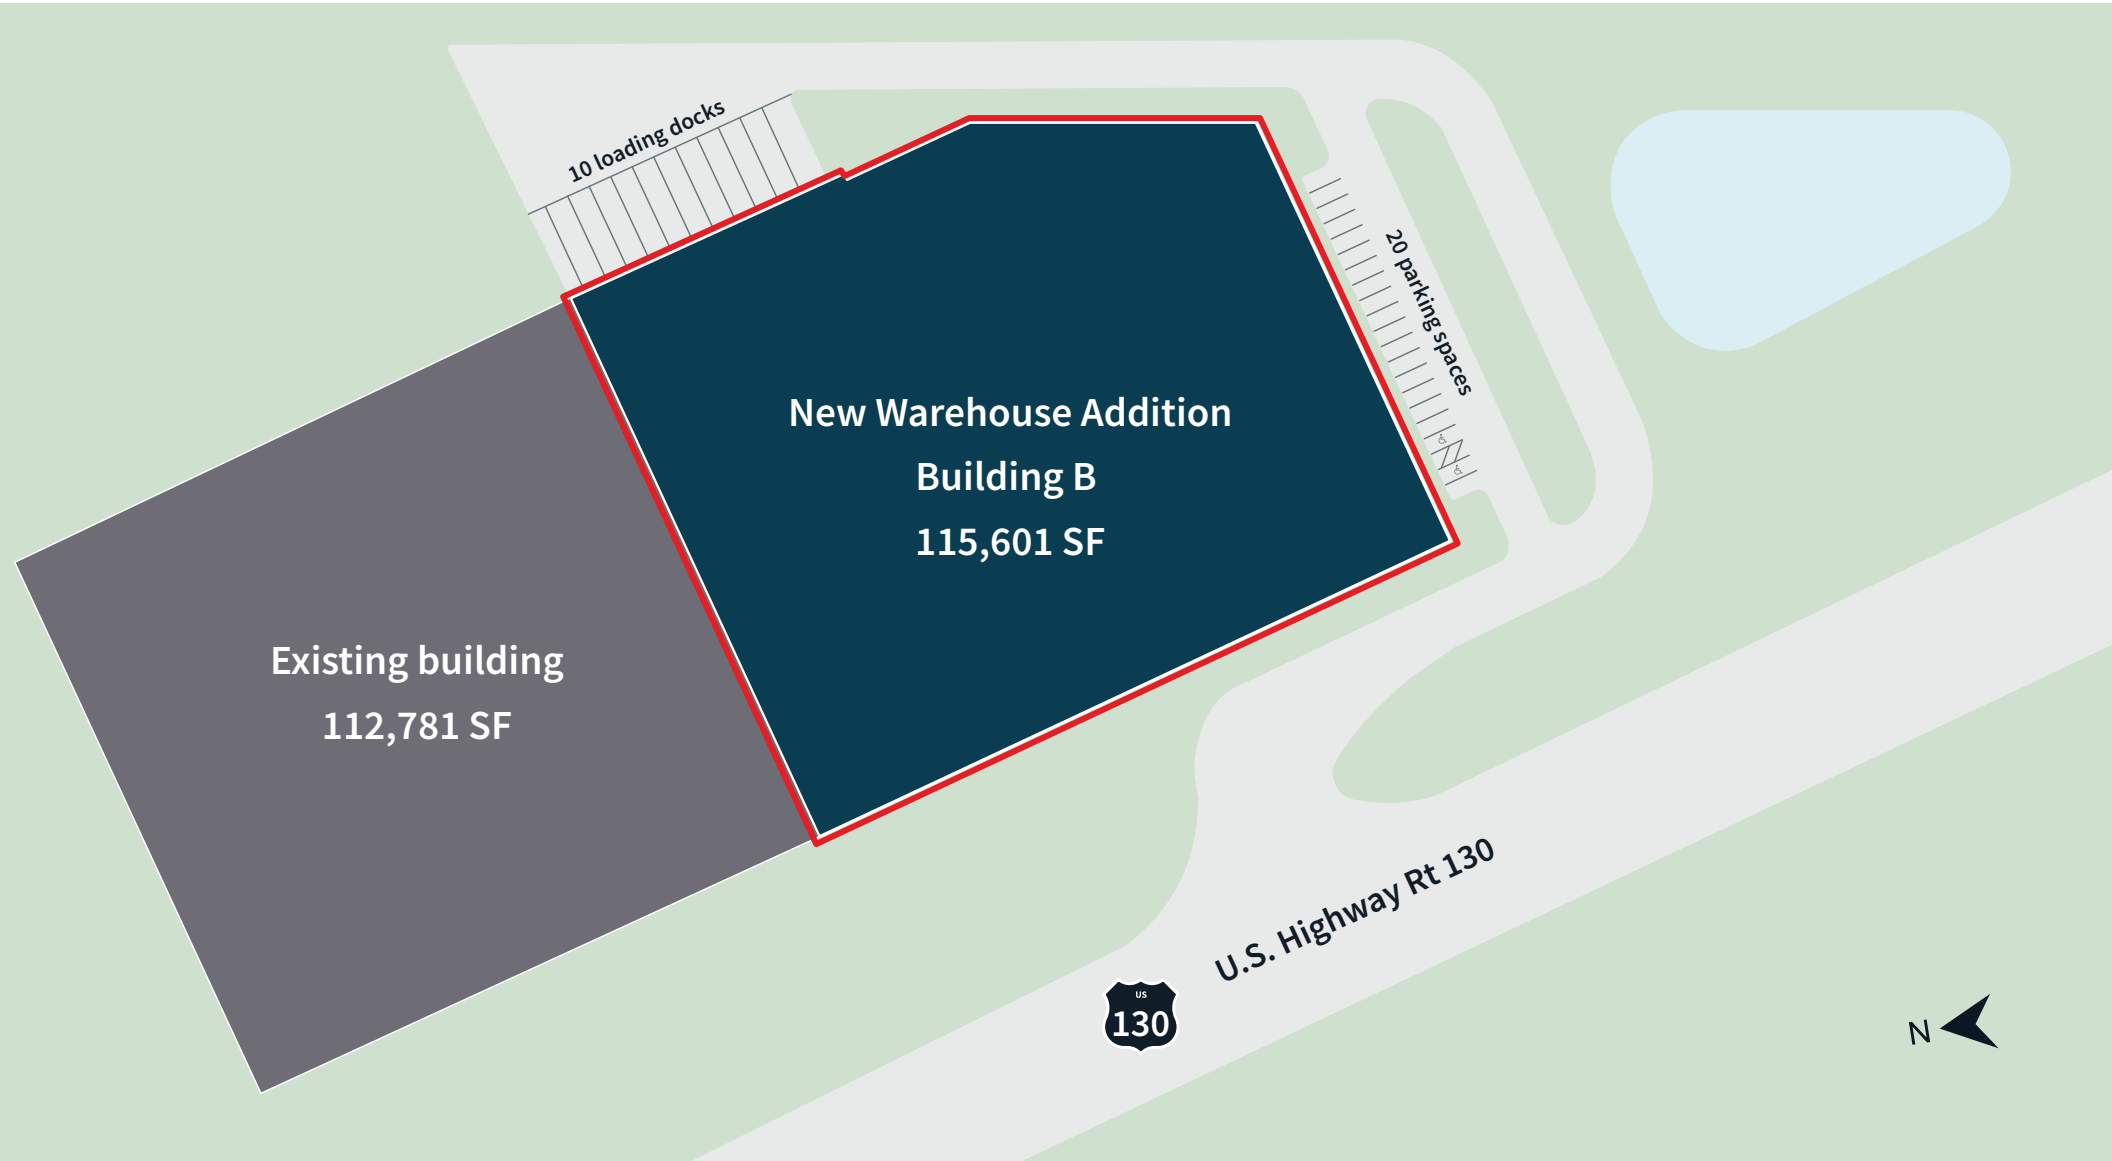 10 loading docks
20 parking spaces
New Warehouse Addition
Building B
115,601 SF
Existing building
112,781 SF
U.S. Highway Rt 130
US
130
N